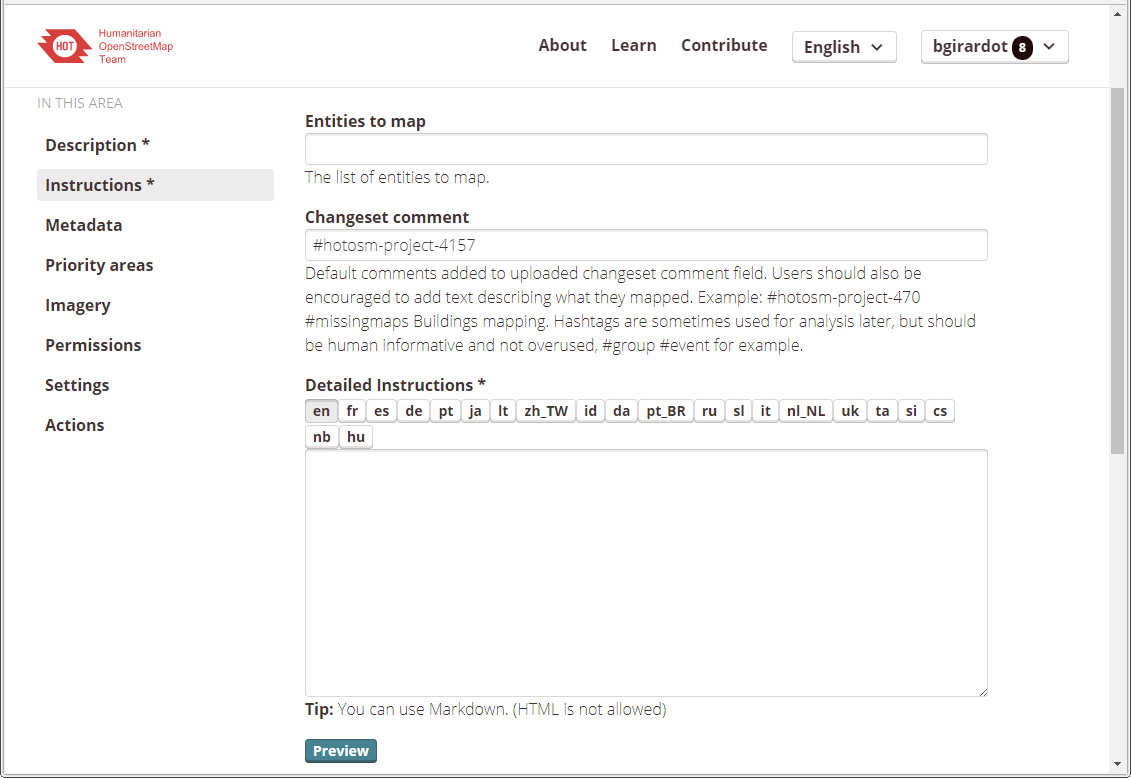 HOT
Humanitarian
OpenStreetMap
Team
About Learn Contribute English bgirardot 8
IN THIS AREA
Description *
Instructions *
Metadata
Priority areas
Imagery
Permissions
Settings
Actions
Entities to map
The list of entities to map.
Changeset comment
#hotosm-project-4157
Default comments added to uploaded changeset comment field. Users should also be
encouraged to add text describing what they mapped. Example: #hotosm-project-470
#missingmaps Buildings mapping. Hashtags are sometimes used for analysis later, but should
be human informative and not overused, #group #event for example.
Detailed Instructions *
en fr es de pt ja lt zh_TW id da pt_BR ru sl it nl_NL uk ta si cs
nb hu
Tip: You can use Markdown. (HTML is not allowed)
Preview